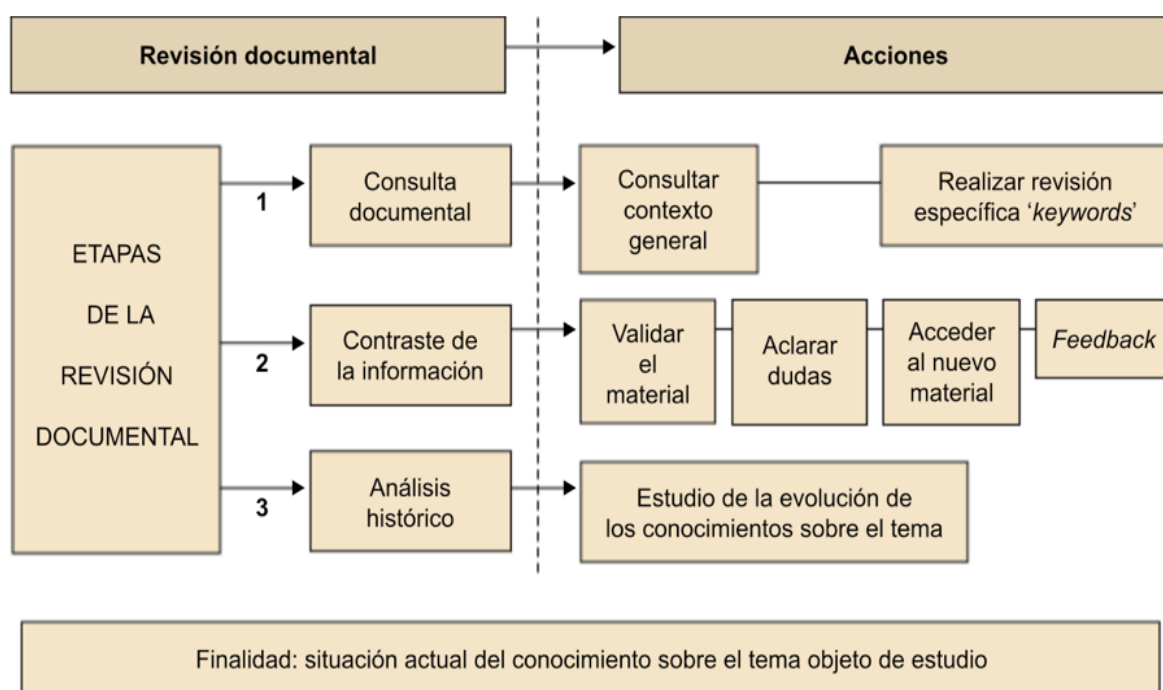 Revisión documental
Acciones
ETAPAS
DE LA
REVISIÓN
DOCUMENTAL
1
Consulta
documental
Consultar
contexto
general
Realizar revisión
específica ‘keywords’
2
Contraste de
la información
Validar
el
material
Aclarar
dudas
Acceder
al nuevo
material
Feedback
3
Análisis
histórico
Estudio de la evolución de
los conocimientos sobre el tema
Finalidad: situación actual del conocimiento sobre el tema objeto de estudio